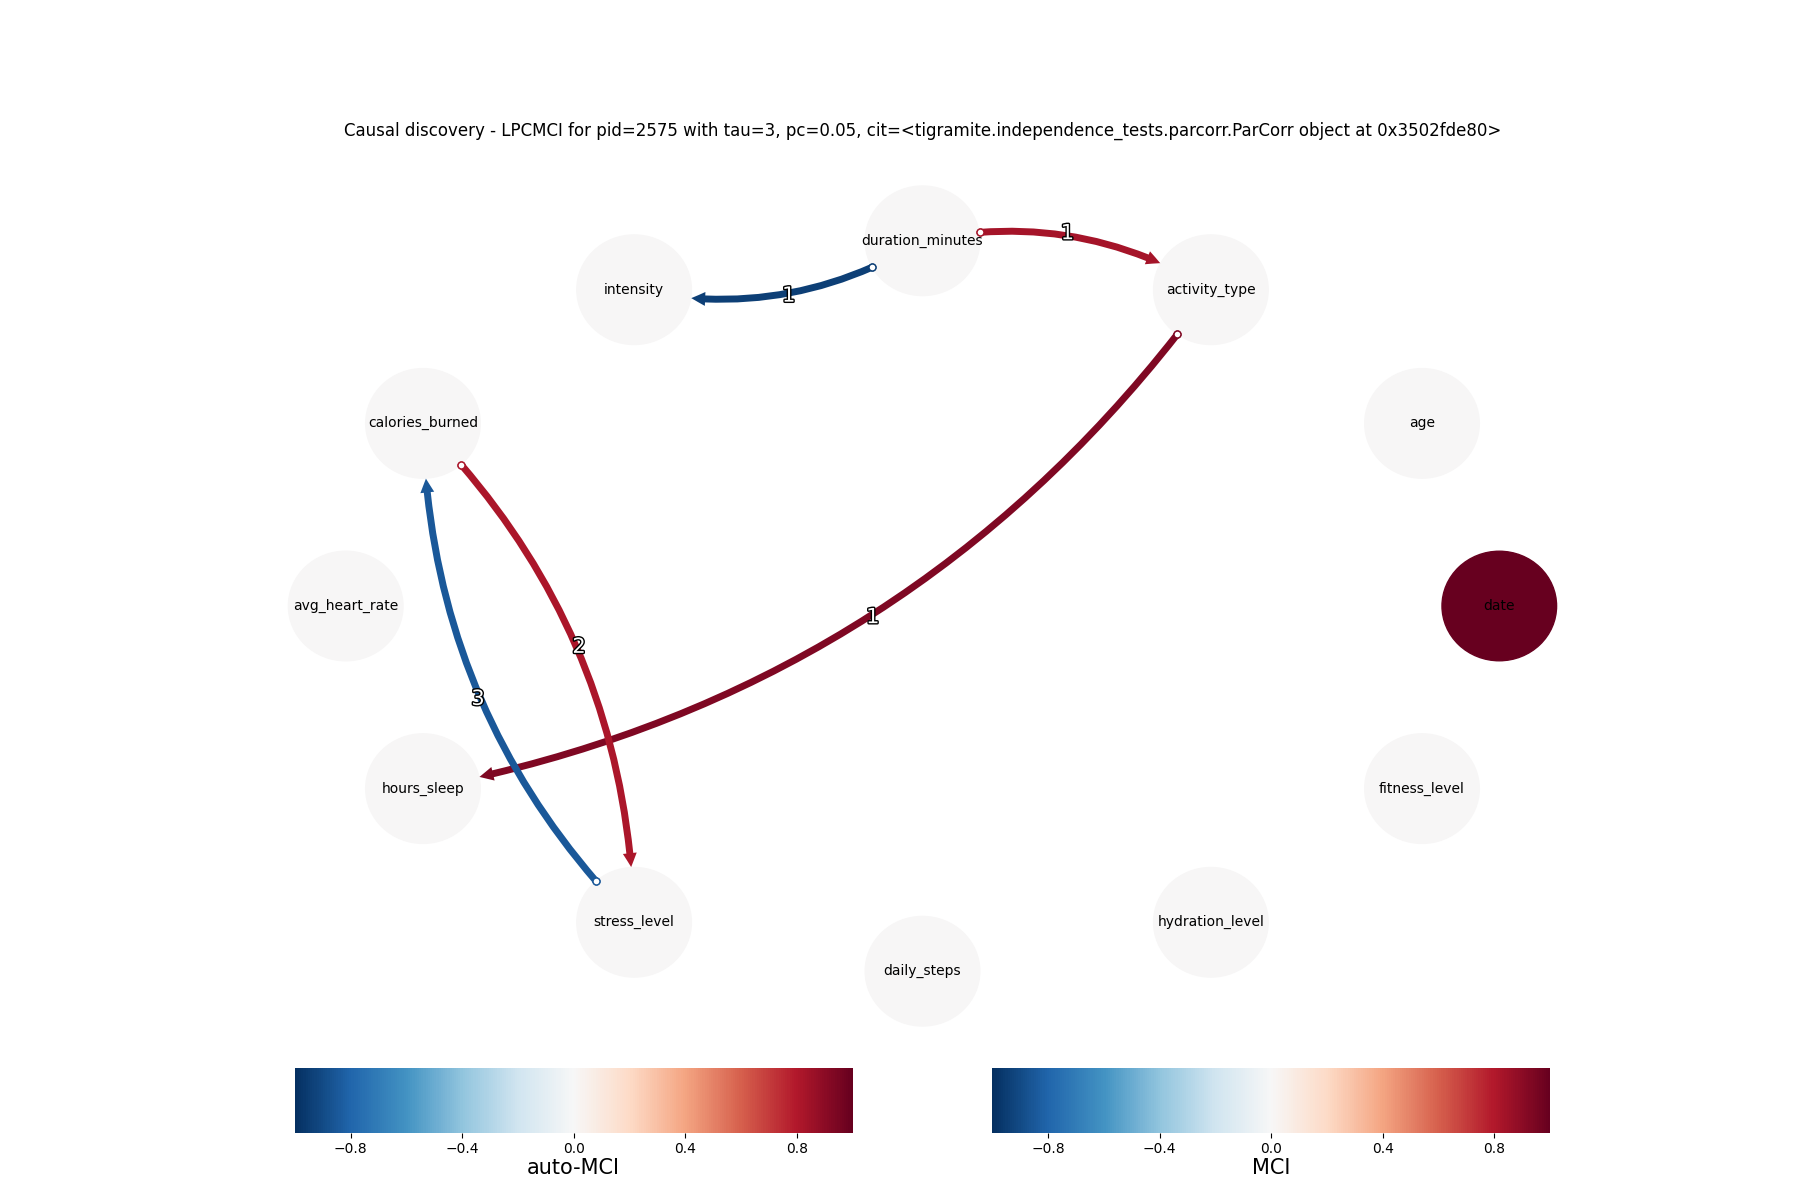 Causal discovery - LPCMCI for pid=2575 with tau=3, pc=0.05, cit=<tigramite.independence_tests.parcorr.ParCorr object at 0x3502fde80>
duration_minutes
1
intensity
1
activity_type
calories_burned
age
avg_heart_rate
date
1
2
3
hours_sleep
fitness_level
stress_level
hydration_level
daily_steps
−0.8 −0.4 0.0 0.4 0.8
auto-MCI
−0.8 −0.4 0.0 0.4 0.8
MCI